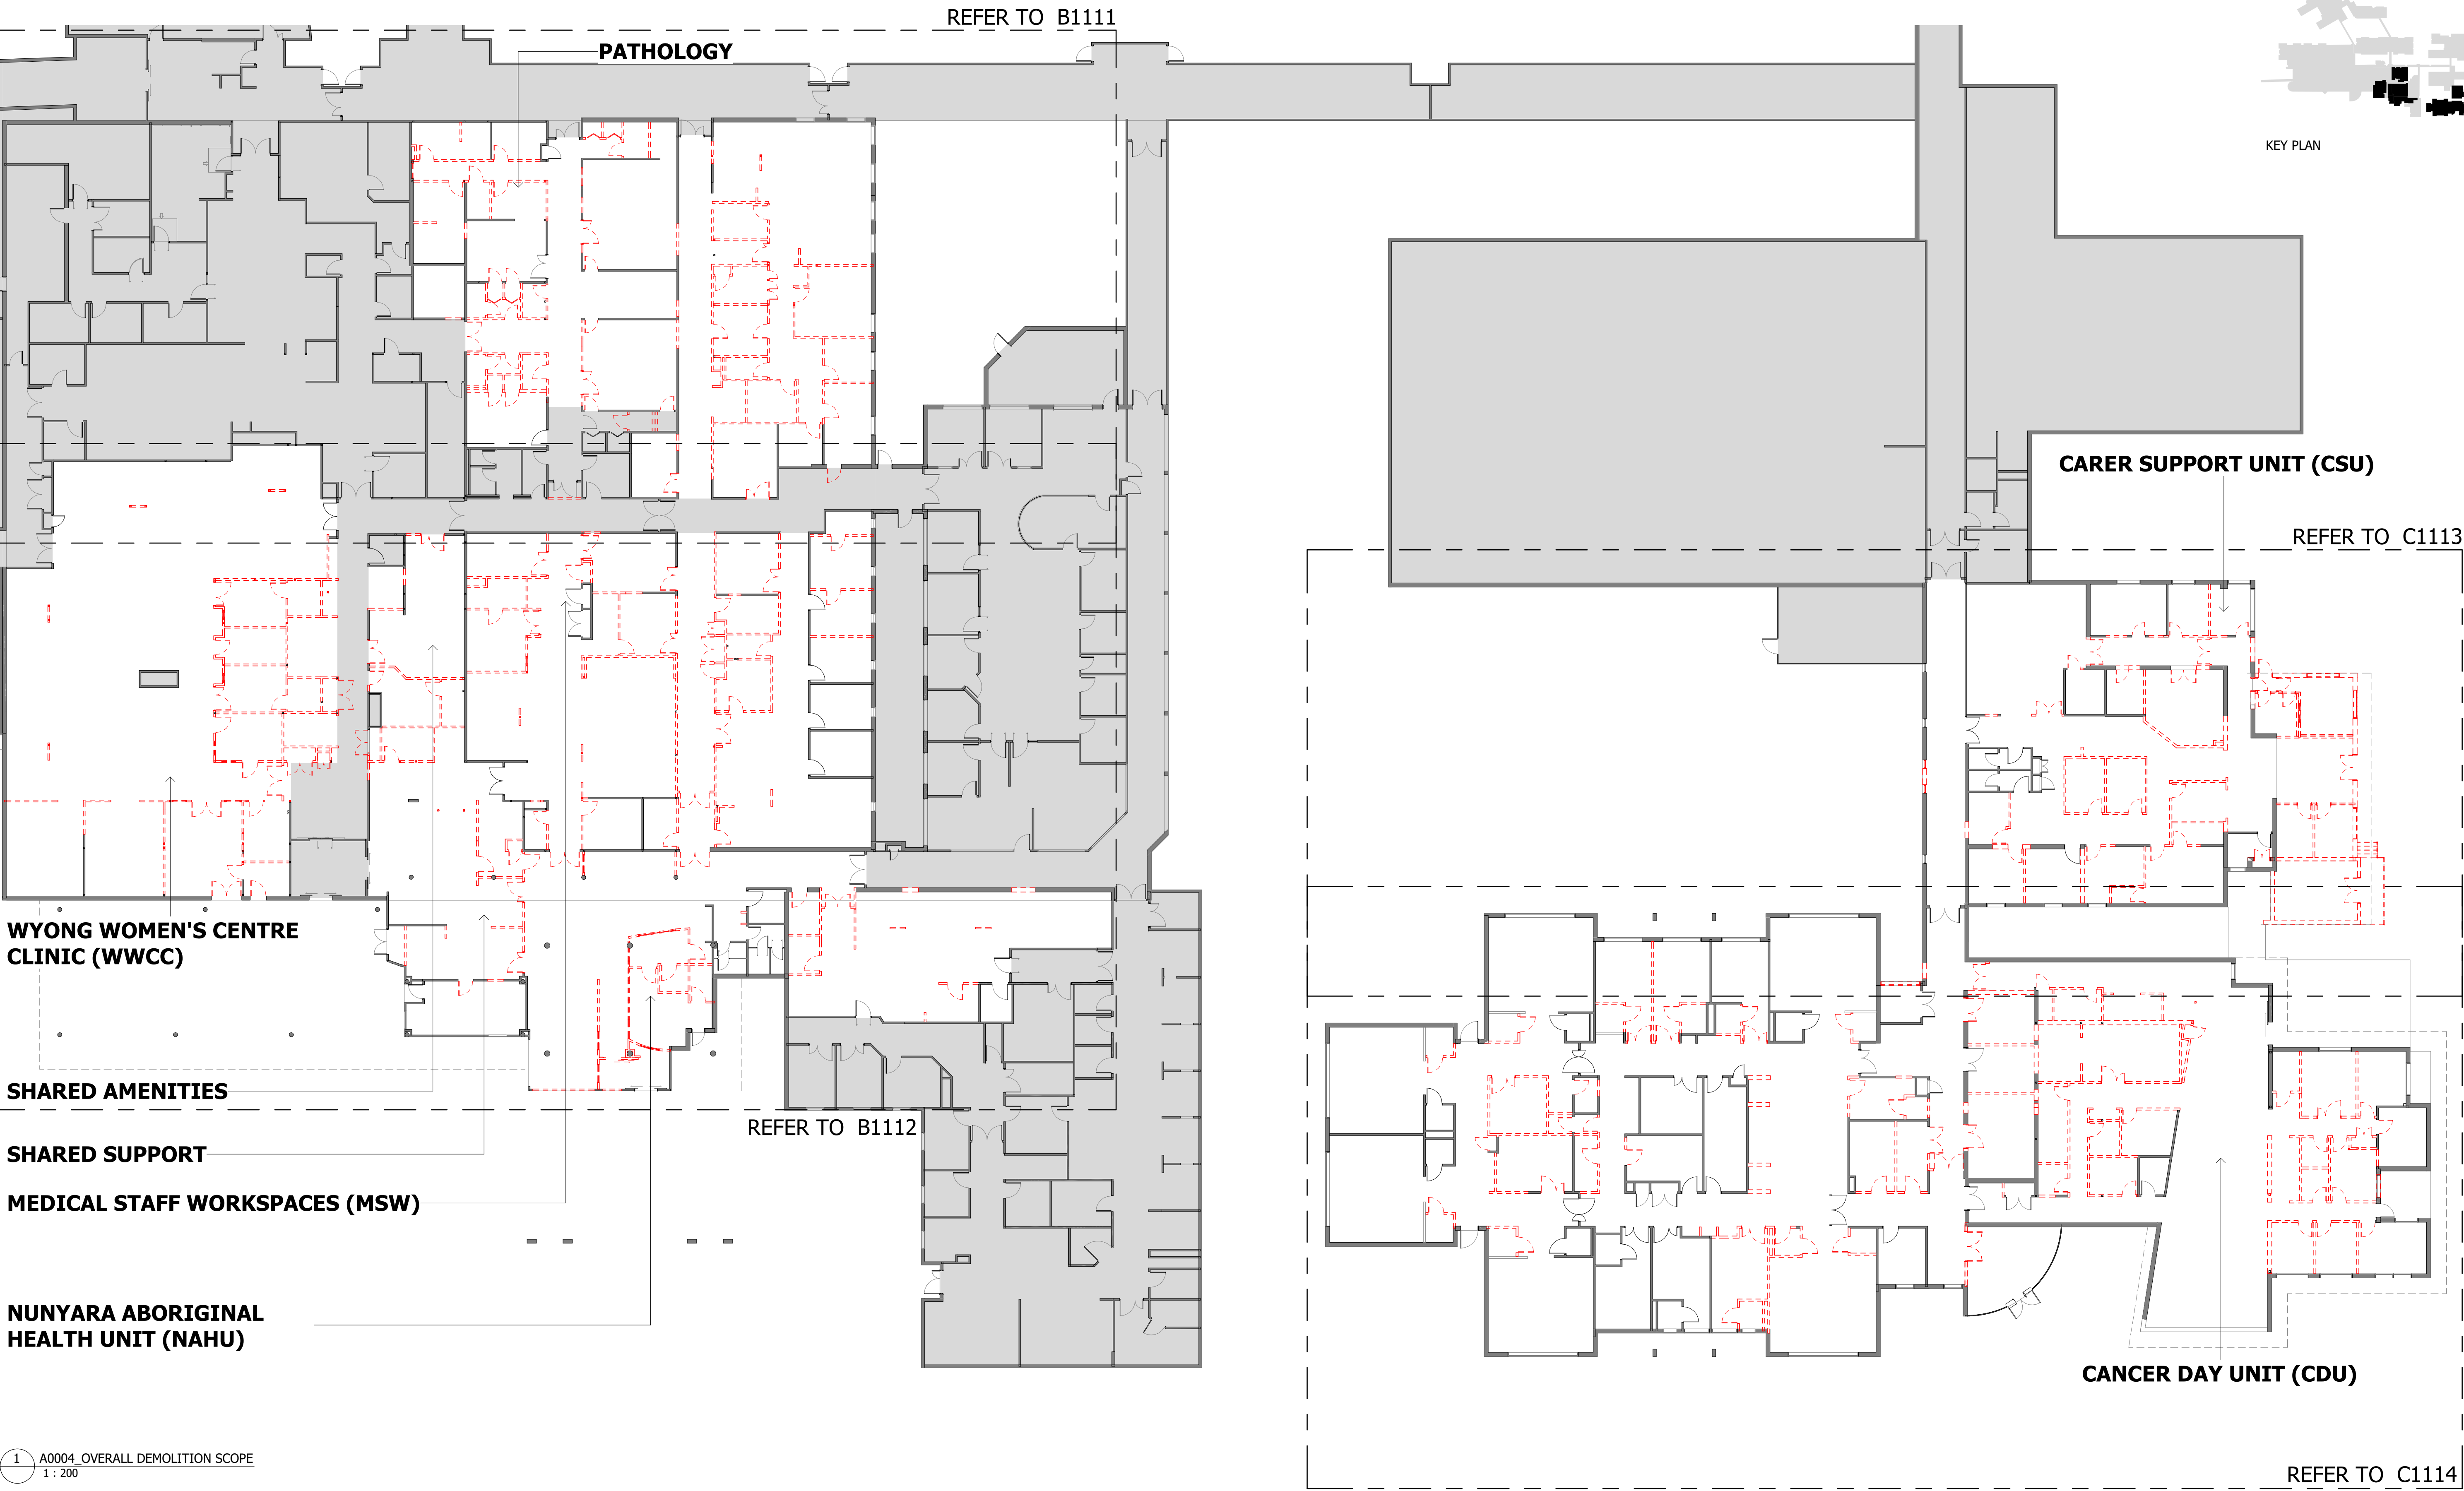 REFER TO B1111
PATHOLOGY
KEY PLAN
CARER SUPPORT UNIT (CSU)
REFER TO C1113
WYONG WOMEN'S CENTRE
CLINIC (WWCC)
SHARED AMENITIES
REFER TO B1112
SHARED SUPPORT
MEDICAL STAFF WORKSPACES (MSW)
NUNYARA ABORIGINAL
HEALTH UNIT (NAHU)
CANCER DAY UNIT (CDU)
1 A0004_OVERALL DEMOLITION SCOPE
1 : 200
REFER TO C1114